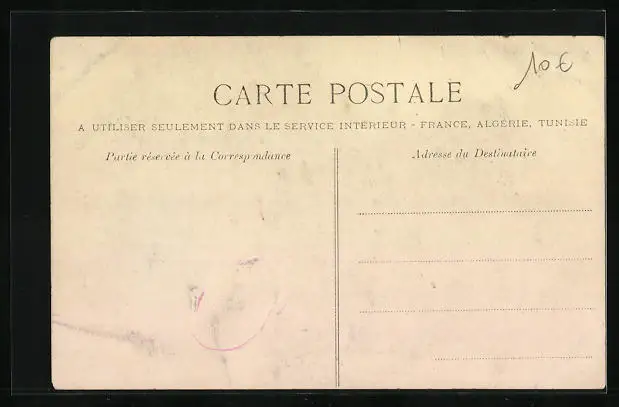 10€
CARTE POSTALE
A UTILISER SEULEMENT DANS LE SERVICE INTÉRIEUR - FRANCE, ALGÉRIE, TUNISIE
Partie réservée à la Correspondance
Adresse du Destinataire